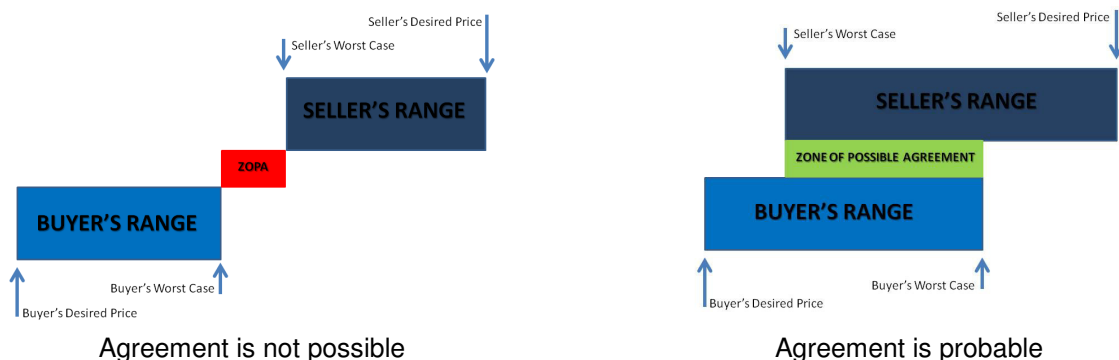 Seller's Desired Price
Seller's Worst Case
SELLER'S RANGE
ZOPA
BUYER'S RANGE
Buyer's Worst Case
Buyer's Desired Price
Agreement is not possible
Seller's Desired Price
Seller's Worst Case
SELLER'S RANGE
ZONE OF POSSIBLE AGREEMENT
BUYER'S RANGE
Buyer's Worst Case
Buyer's Desired Price
Agreement is probable